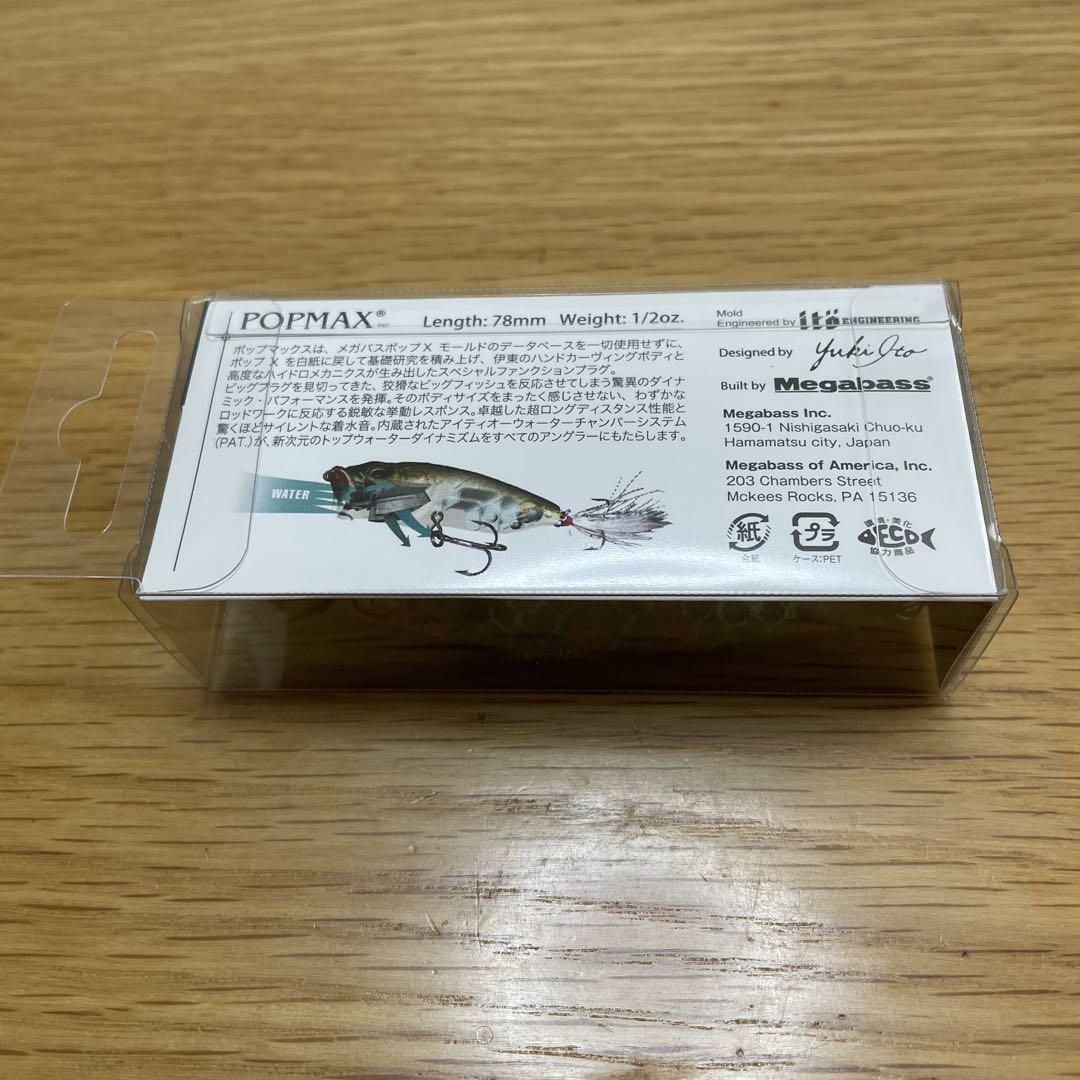 POPMAX® PAT. Length: 78mm Weight: 1/2oz.
ポップマックスは、メガバスポップX モールドのデータベースを一切使用せずに、
ポップ X を白紙に戻して基礎研究を積み上げ、伊東のハンドカーヴィングボディと
高度なハイドロメカニクスが生み出したスペシャルファンクションプラグ。
ビッグプラグを見切ってきた、狡猾なビッグフィッシュを反応させてしまう驚異のダイナ
ミック・パフォーマンスを発揮。そのボディサイズをまったく感じさせない、わずかな
ロッドワークに反応する鋭敏な挙動レスポンス。卓越した超ロングディスタンス性能と
驚くほどサイレントな着水音。内蔵されたアイティオーウォーターチャンバーシステム
(PAT.)が、新次元のトップウォーターダイナミズムをすべてのアングラーにもたらします。
WATER
Mold
Engineered by itö ENGINEERING
Designed by Yuki Ito
Built by Megabass®
Megabass Inc.
1590-1 Nishigasaki Chuo-ku
Hamamatsu city, Japan
Megabass of America, Inc.
203 Chambers Street
Mckees Rocks, PA 15136
紙
台紙
プラ
ケース:PET
環境・美化
ECO
協力商品